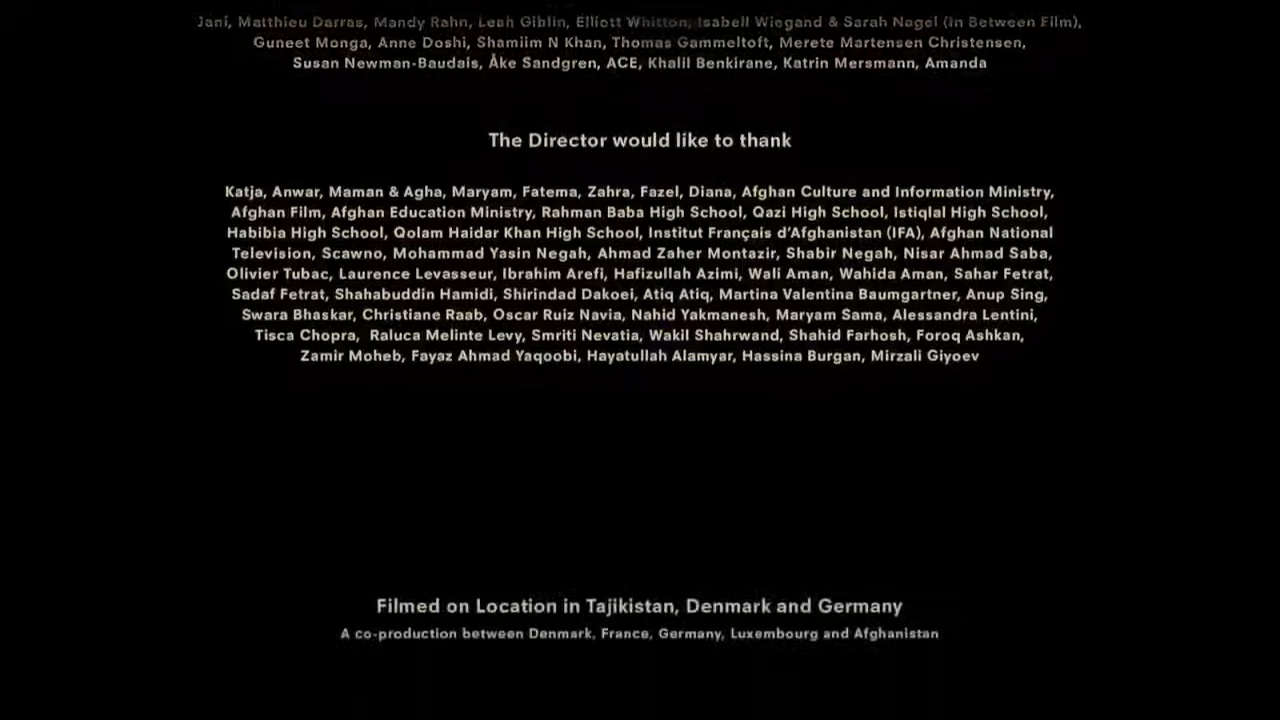 Jani, Matthieu Darras, Mandy Rahn, Leah Giblin, Elliott Whitton, Isabell Wiegand & Sarah Nagel (In Between Film),
Guneet Monga, Anne Doshi, Shamiim N Khan, Thomas Gammeltoft, Merete Martensen Christensen,
Susan Newman-Baudais, Åke Sandgren, ACE, Khalil Benkirane, Katrin Mersmann, Amanda
The Director would like to thank
Katja, Anwar, Maman & Agha, Maryam, Fatema, Zahra, Fazel, Diana, Afghan Culture and Information Ministry,
Afghan Film, Afghan Education Ministry, Rahman Baba High School, Qazi High School, Istiqlal High School,
Habibia High School, Qolam Haidar Khan High School, Institut Français d'Afghanistan (IFA), Afghan National
Television, Scawno, Mohammad Yasin Negah, Ahmad Zaher Montazir, Shabir Negah, Nisar Ahmad Saba,
Olivier Tubac, Laurence Levasseur, Ibrahim Arefi, Hafizullah Azimi, Wali Aman, Wahida Aman, Sahar Fetrat,
Sadaf Fetrat, Shahabuddin Hamidi, Shirindad Dakoei, Atiq Atiq, Martina Valentina Baumgartner, Anup Sing,
Swara Bhaskar, Christiane Raab, Oscar Ruiz Navia, Nahid Yakmanesh, Maryam Sama, Alessandra Lentini,
Tisca Chopra, Raluca Melinte Levy, Smriti Nevatia, Wakil Shahrwand, Shahid Farhosh, Foroq Ashkan,
Zamir Moheb, Fayaz Ahmad Yaqoobi, Hayatullah Alamyar, Hassina Burgan, Mirzali Giyoev
Filmed on Location in Tajikistan, Denmark and Germany
A co-production between Denmark, France, Germany, Luxembourg and Afghanistan